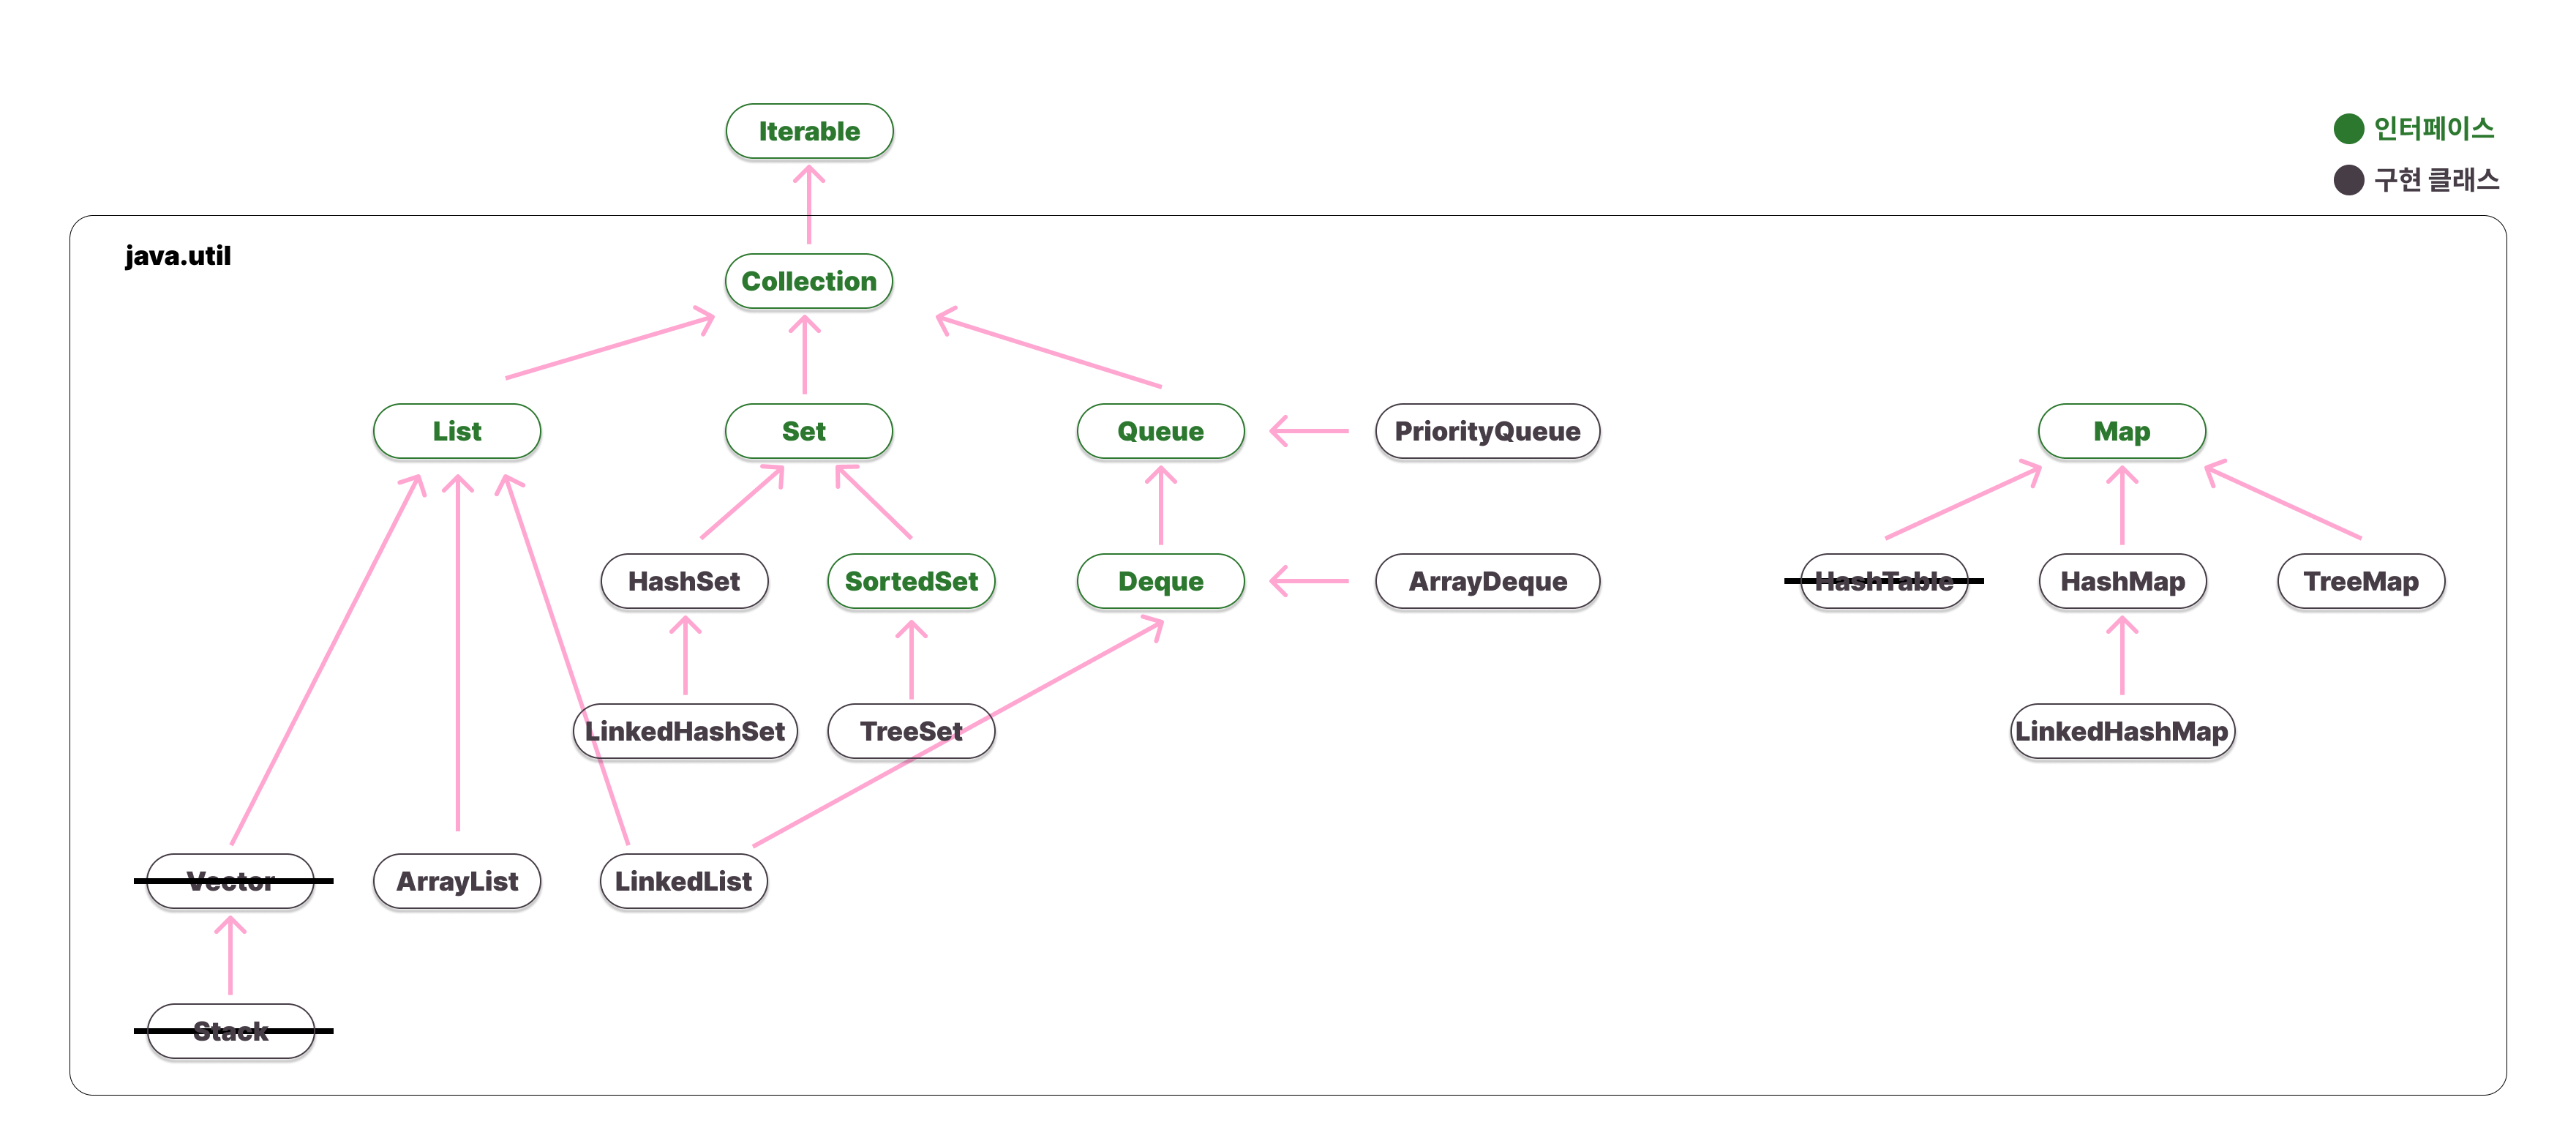 Iterable
인터페이스
구현 클래스
java.util
Collection
List
Set
Queue
PriorityQueue
Map
HashSet
SortedSet
Deque
ArrayDeque
HashTable
HashMap
TreeMap
LinkedHashSet
TreeSet
LinkedHashMap
Vector
ArrayList
LinkedList
Stack